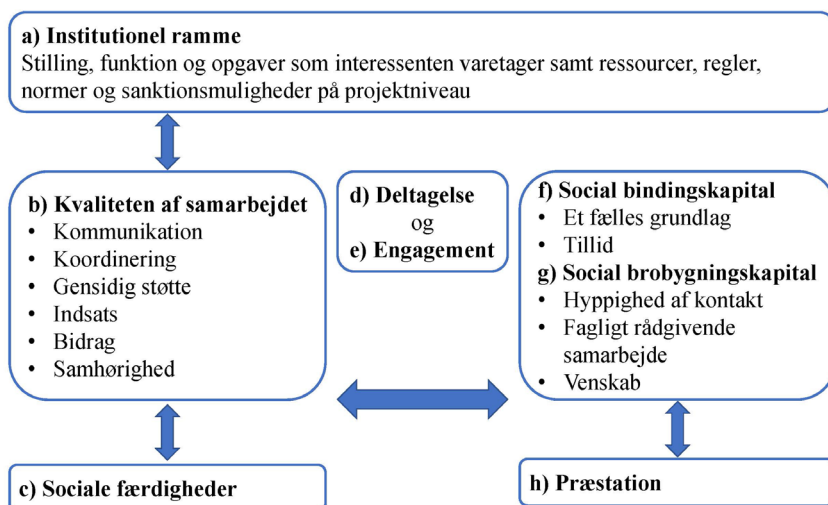 a) Institutionel ramme
Stilling, funktion og opgaver som interessenten varetager samt ressourcer, regler,
normer og sanktionsmuligheder på projektniveau
b) Kvaliteten af samarbejdet
• Kommunikation
• Koordinering
• Gensidig støtte
• Indsats
• Bidrag
• Samhørighed
d) Deltagelse
og
e) Engagement
f) Social bindingskapital
• Et fælles grundlag
• Tillid
g) Social brobygningskapital
• Hyppighed af kontakt
• Fagligt rådgivende
samarbejde
• Venskab
c) Sociale færdigheder
h) Præstation